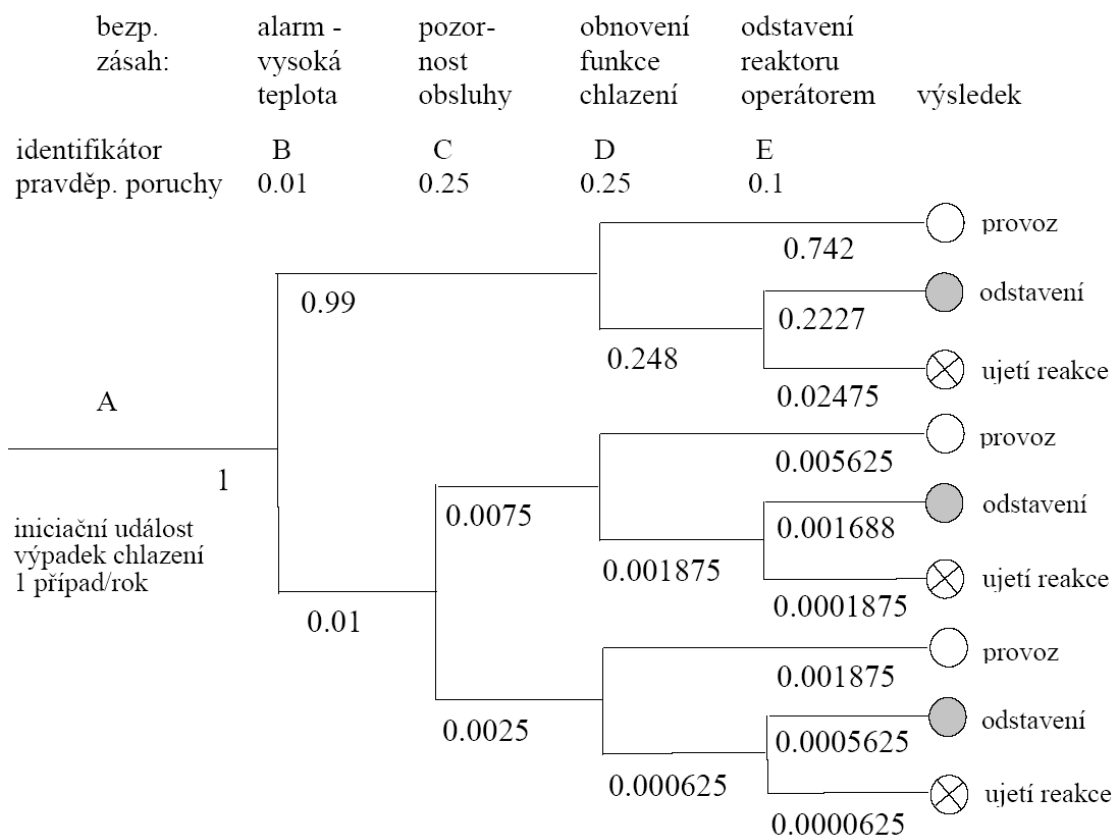 bezp. alarm - pozor- obnovení odstavení
zásah: vysoká nost funkce reaktoru
teplota obsluhy chlazení operátorem výsledek
identifikátor B C D E
pravděp. poruchy 0.01 0.25 0.25 0.1
provoz
0.742
odstavení
0.99
0.2227
0.248
ujetí reakce
0.02475
A
provoz
0.005625
1
0.0075
odstavení
0.001688
iniciační událost
výpadek chlazení
0.001875
1 případ/rok
ujetí reakce
0.0001875
0.01
provoz
0.001875
0.0025
odstavení
0.0005625
0.000625
ujetí reakce
0.0000625